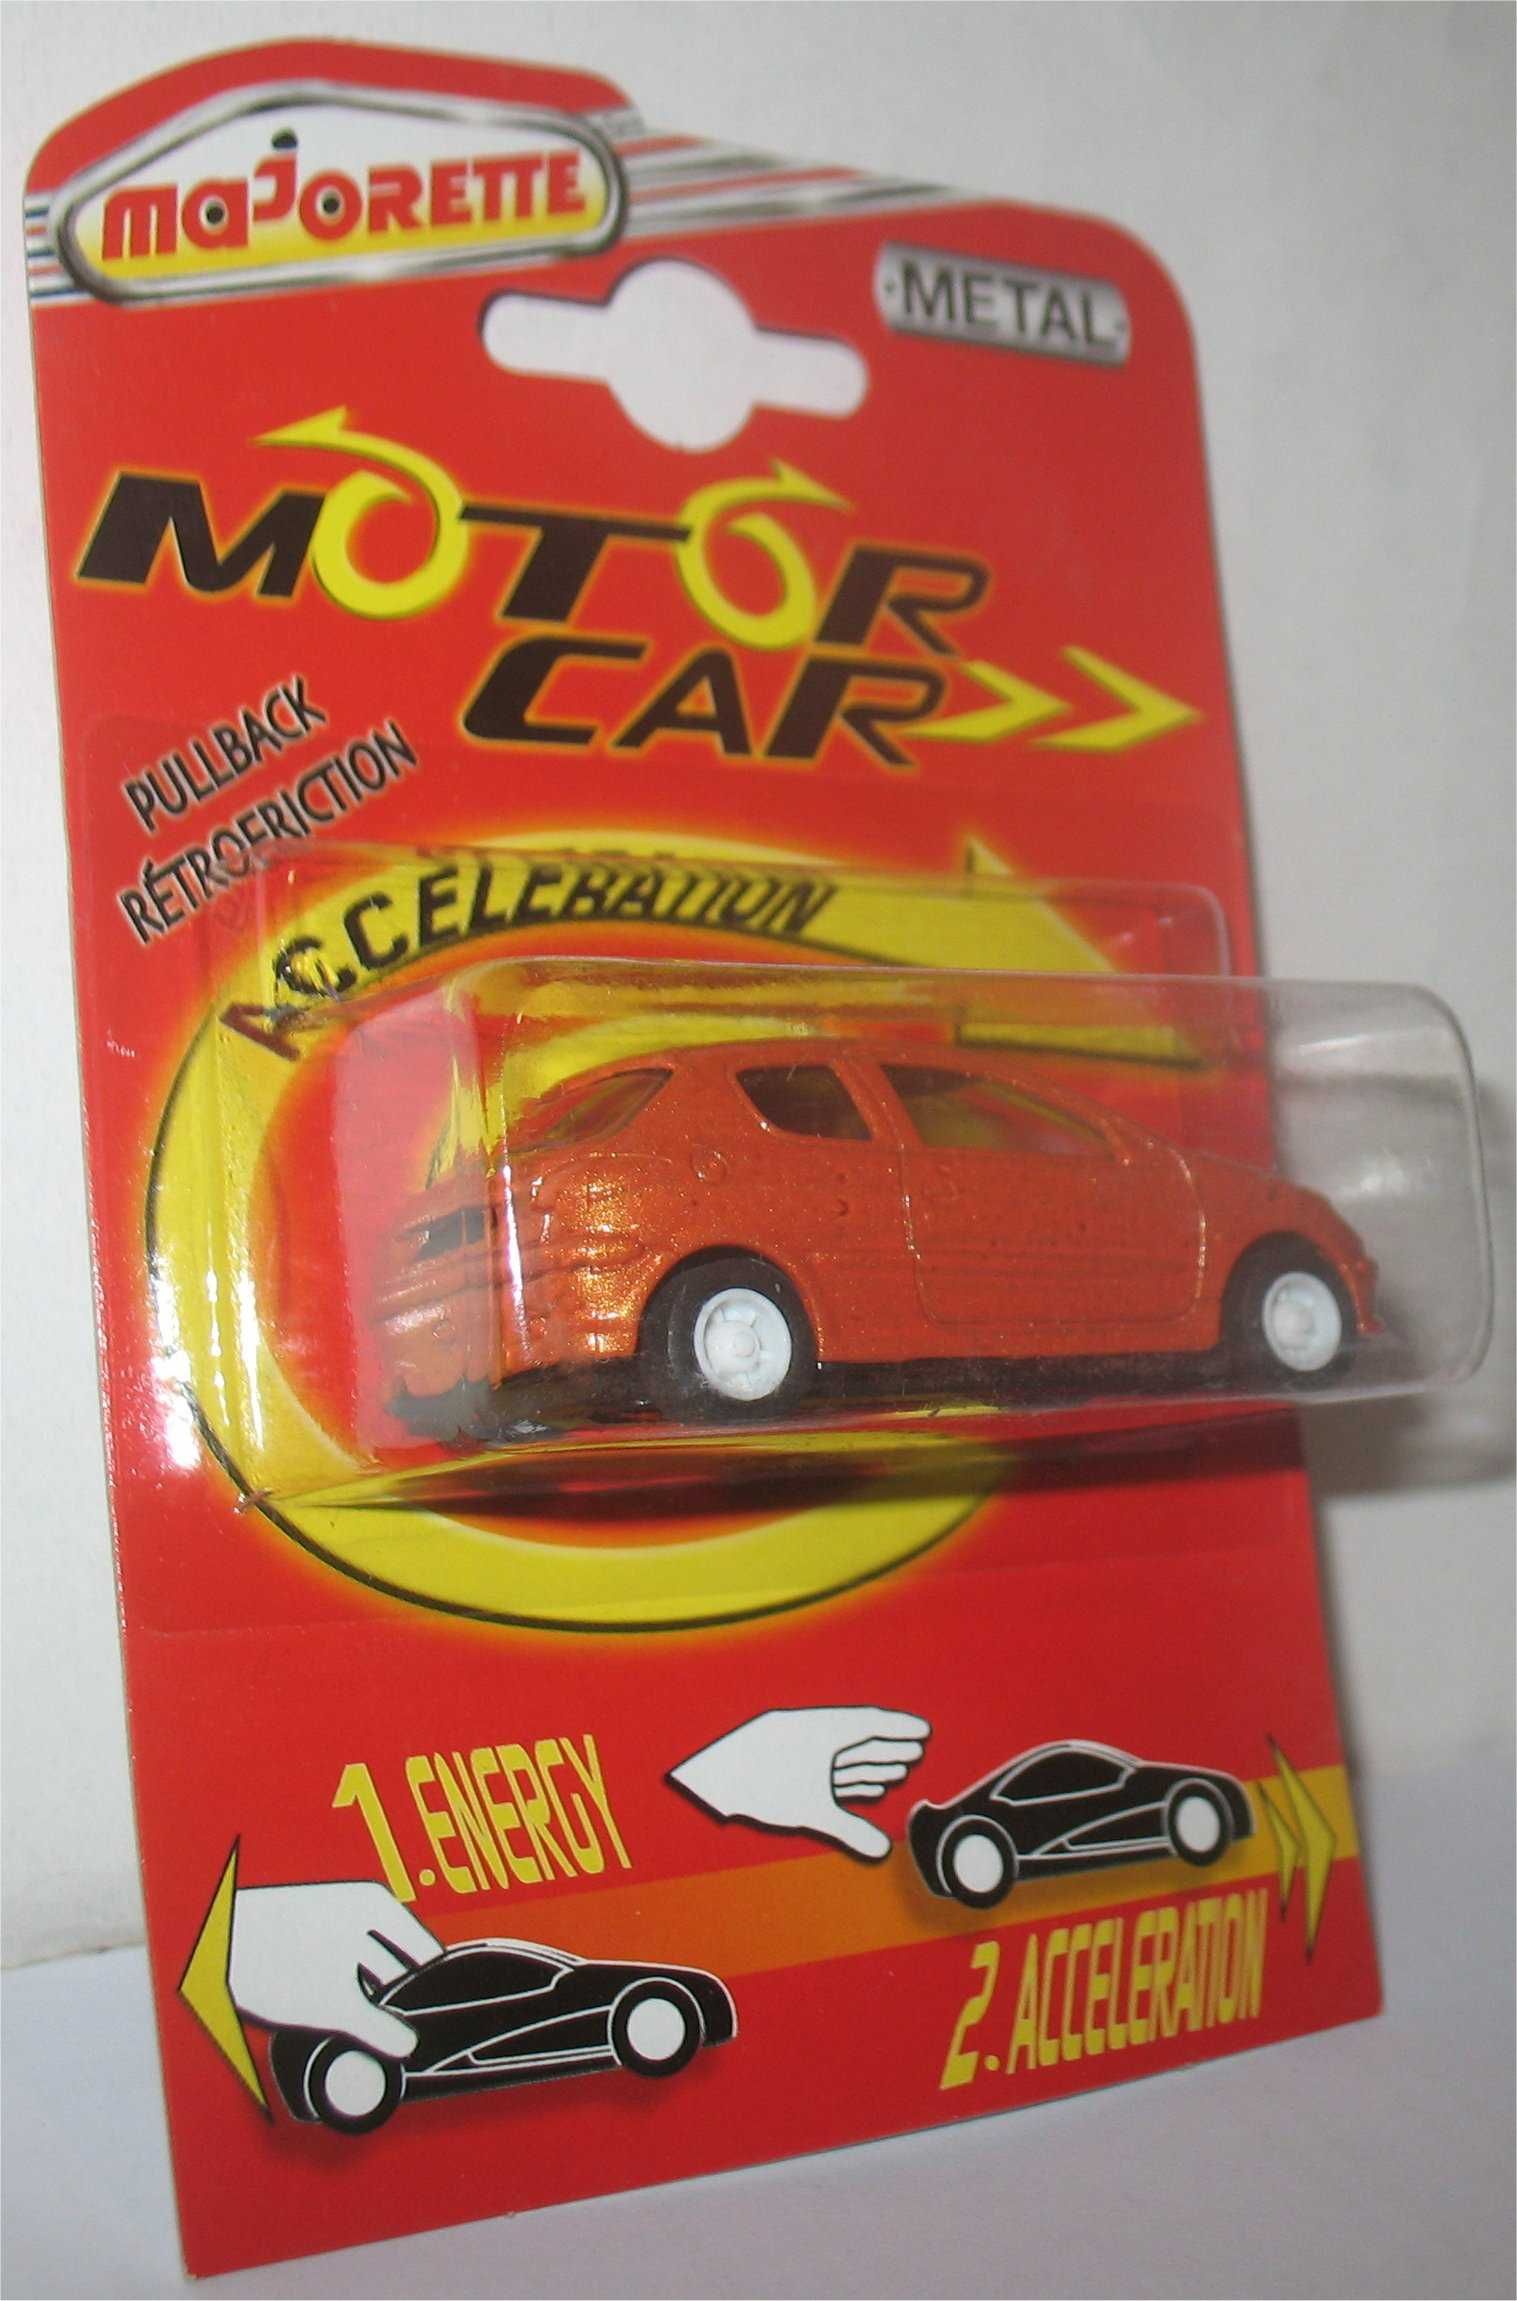 majORETTE
·METAL·
MOTOR
CAR
PULLBACK
RÉTROFRICTION
ACCELERATION
1.ENERGY
2.ACCELERATION